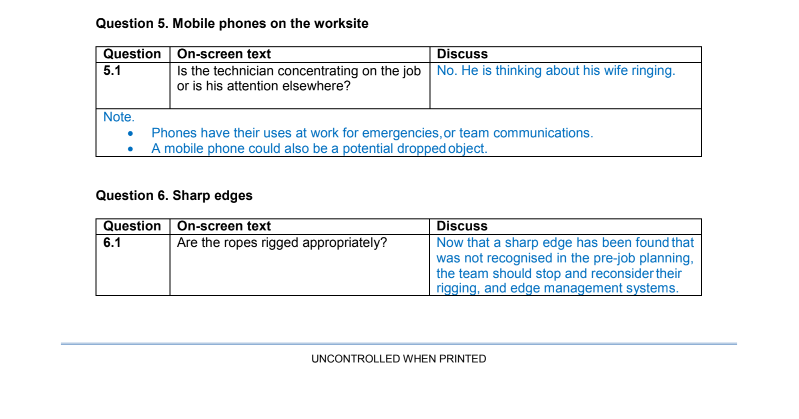 Question 5. Mobile phones on the worksite
Question On-screen text Discuss
5.1 Is the technician concentrating on the job No. He is thinking about his wife ringing.
or is his attention elsewhere?
Note.
• Phones have their uses at work for emergencies, or team communications.
• A mobile phone could also be a potential dropped object.
Question 6. Sharp edges
Question On-screen text Discuss
6.1 Are the ropes rigged appropriately? Now that a sharp edge has been found that
was not recognised in the pre-job planning,
the team should stop and reconsider their
rigging, and edge management systems.
UNCONTROLLED WHEN PRINTED